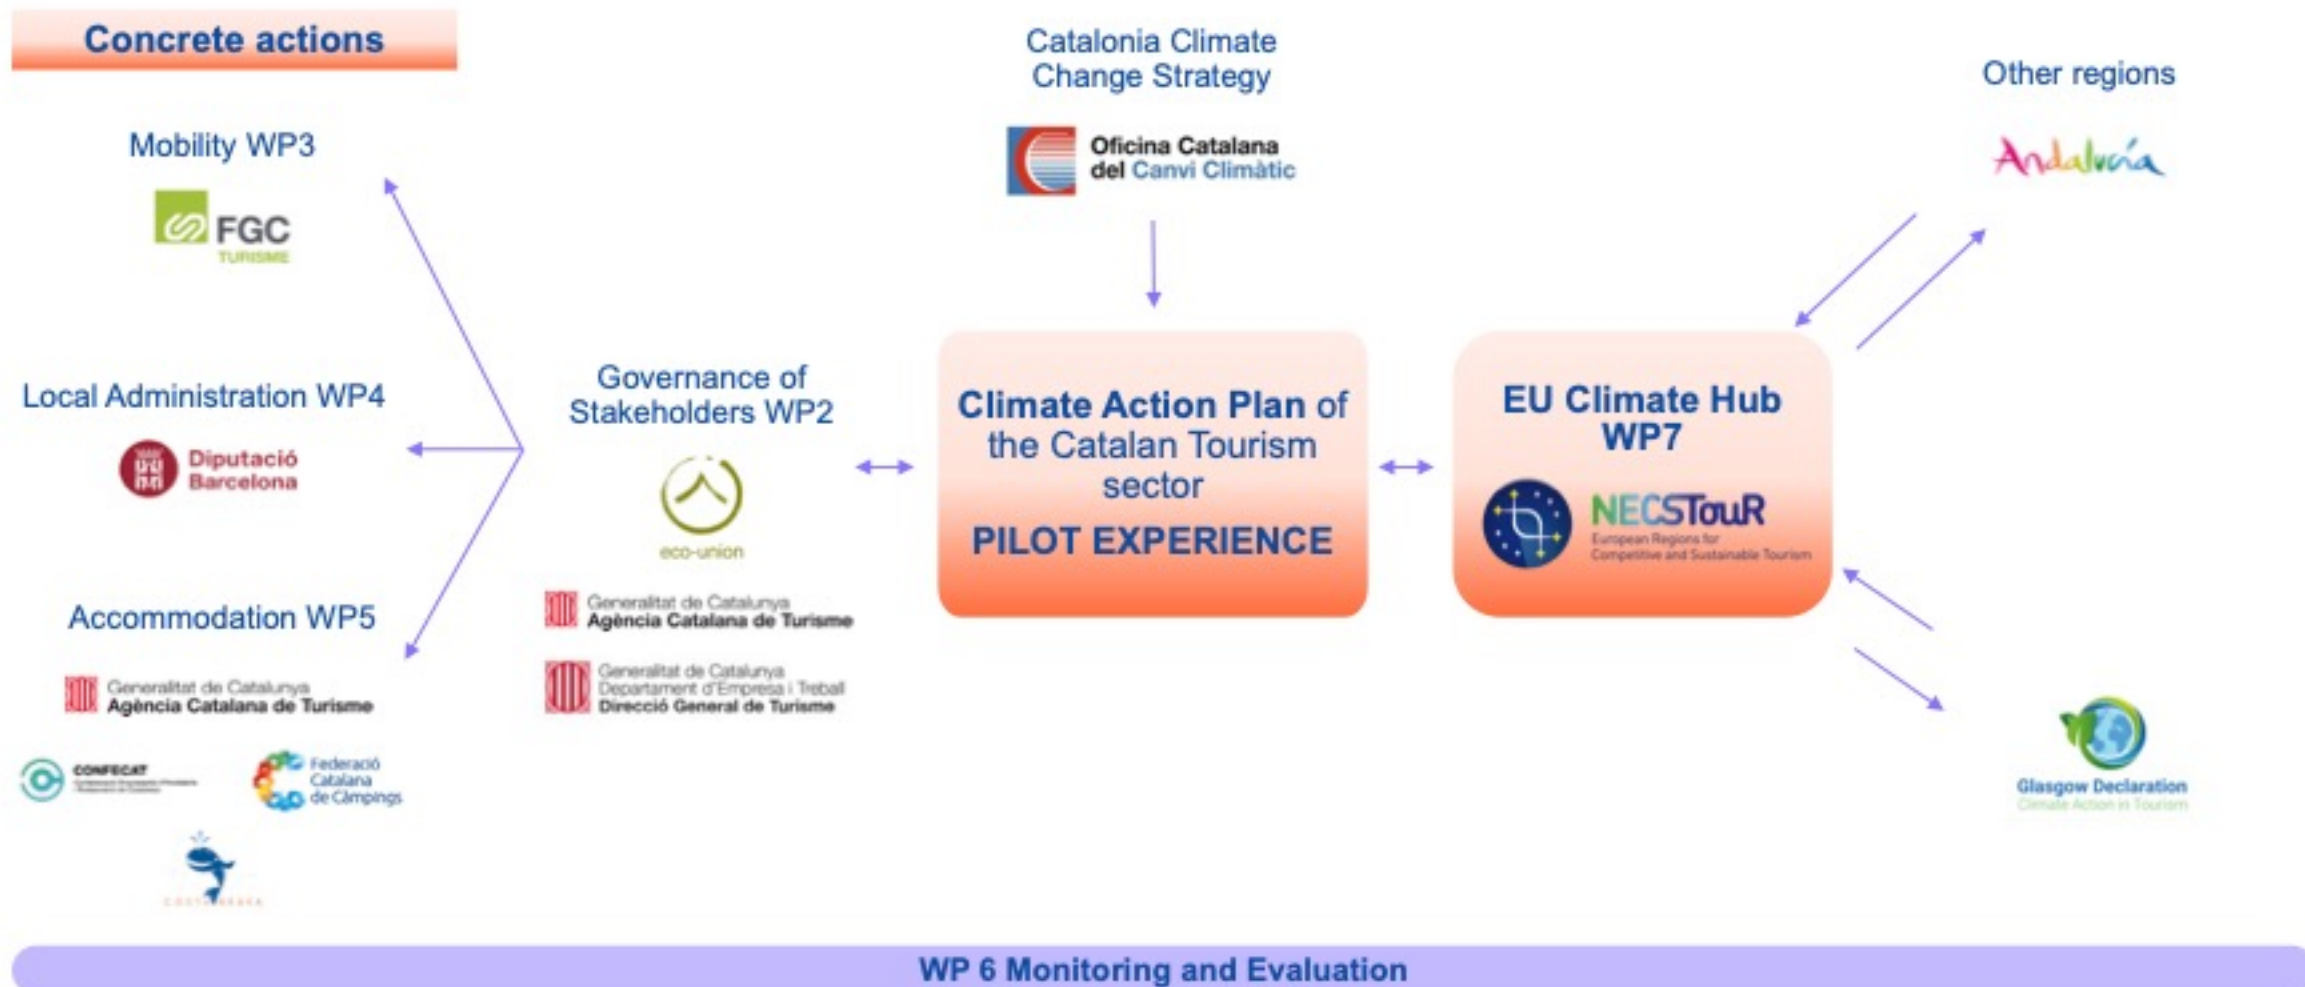 Concrete actions
Mobility WP3
FGC
TURISME
Local Administration WP4
Diputació
Barcelona
Accommodation WP5
Generalitat de Catalunya
Agència Catalana de Turisme
CONFECAT
Federació
Catalana
de Càmpings
Governance of
Stakeholders WP2
eco-union
Generalitat de Catalunya
Agència Catalana de Turisme
Generalitat de Catalunya
Departament d'Empresa i Treball
Direcció General de Turisme
Catalonia Climate
Change Strategy
Oficina Catalana
del Canvi Climàtic
Climate Action Plan of
the Catalan Tourism
sector
PILOT EXPERIENCE
EU Climate Hub
WP7
NECSTouR
European Regions for
Competitive and Sustainable Tourism
Other regions
Andalucía
Glasgow Declaration
Climate Action in Tourism
WP 6 Monitoring and Evaluation